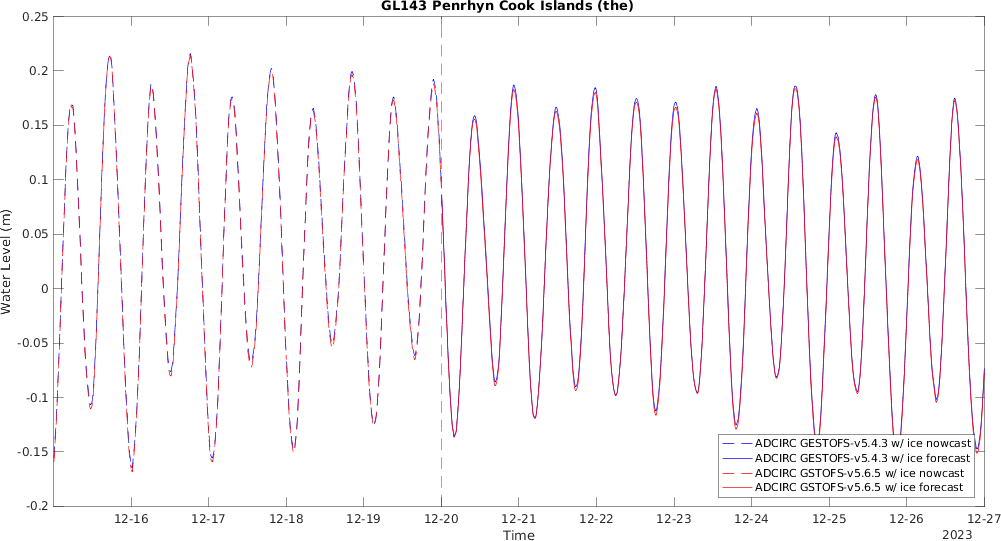 GL143 Penrhyn Cook Islands (the)
0.25
0.2
0.15
0.1
0.05
0
-0.05
-0.1
-0.15
-0.2
Water Level (m)
12-16 12-17 12-18 12-19 12-20 12-21 12-22 12-23 12-24 12-25 12-26 12-27
Time
2023
ADCIRC GESTOFS-v5.4.3 w/ ice nowcast
ADCIRC GESTOFS-v5.4.3 w/ ice forecast
ADCIRC GSTOFS-v5.6.5 w/ ice nowcast
ADCIRC GSTOFS-v5.6.5 w/ ice forecast